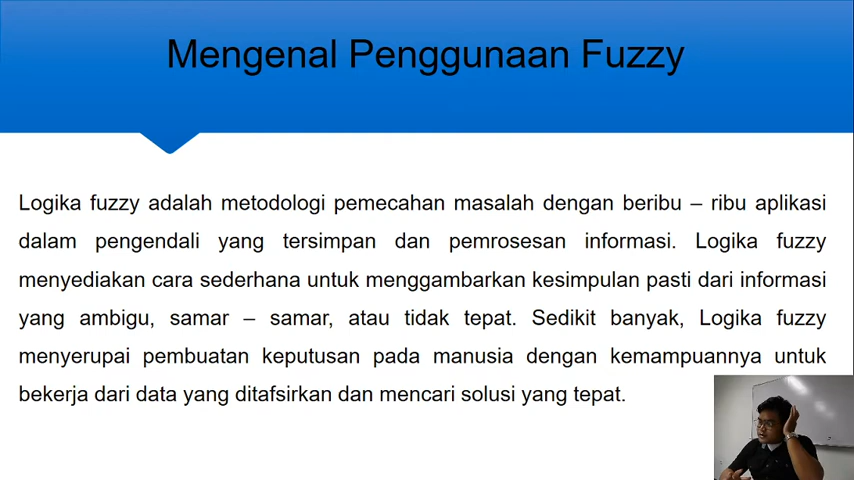 Mengenal Penggunaan Fuzzy
Logika fuzzy adalah metodologi pemecahan masalah dengan beribu – ribu aplikasi
dalam pengendali yang tersimpan dan pemrosesan informasi. Logika fuzzy
menyediakan cara sederhana untuk menggambarkan kesimpulan pasti dari informasi
yang ambigu, samar – samar, atau tidak tepat. Sedikit banyak, Logika fuzzy
menyerupai pembuatan keputusan pada manusia dengan kemampuannya untuk
bekerja dari data yang ditafsirkan dan mencari solusi yang tepat.